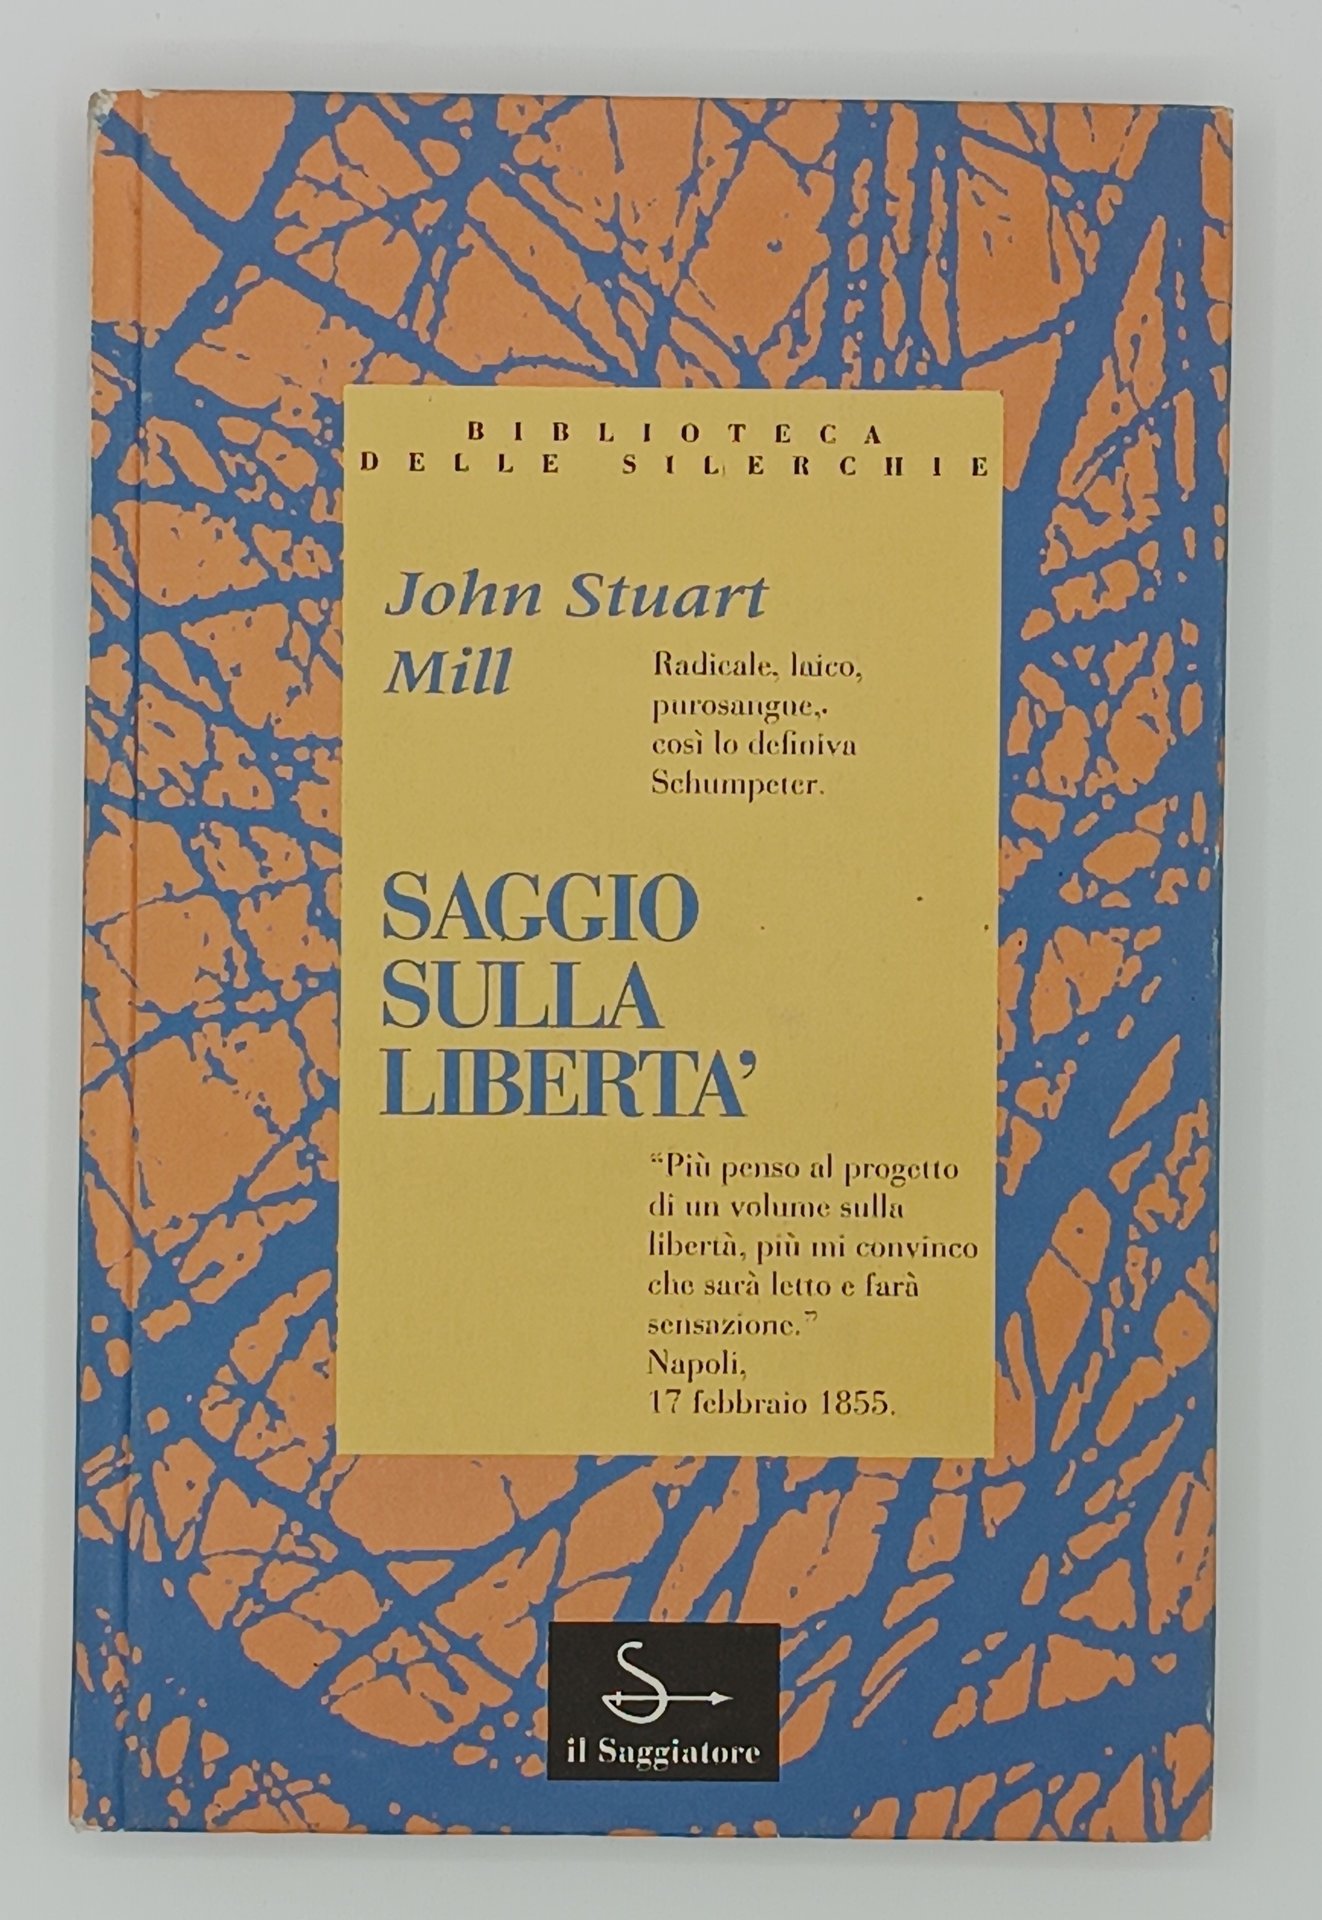 BIBLIOTECA
DELLE SILERCHIE
John Stuart
Mill
Radicale, laico,
purosangue,
così lo definiva
Schumpeter.
SAGGIO
SULLA
LIBERTA'
“Più penso al progetto
di un volume sulla
libertà, più mi convinco
che sarà letto e farà
sensazione.”
Napoli,
17 febbraio 1855.
il Saggiatore